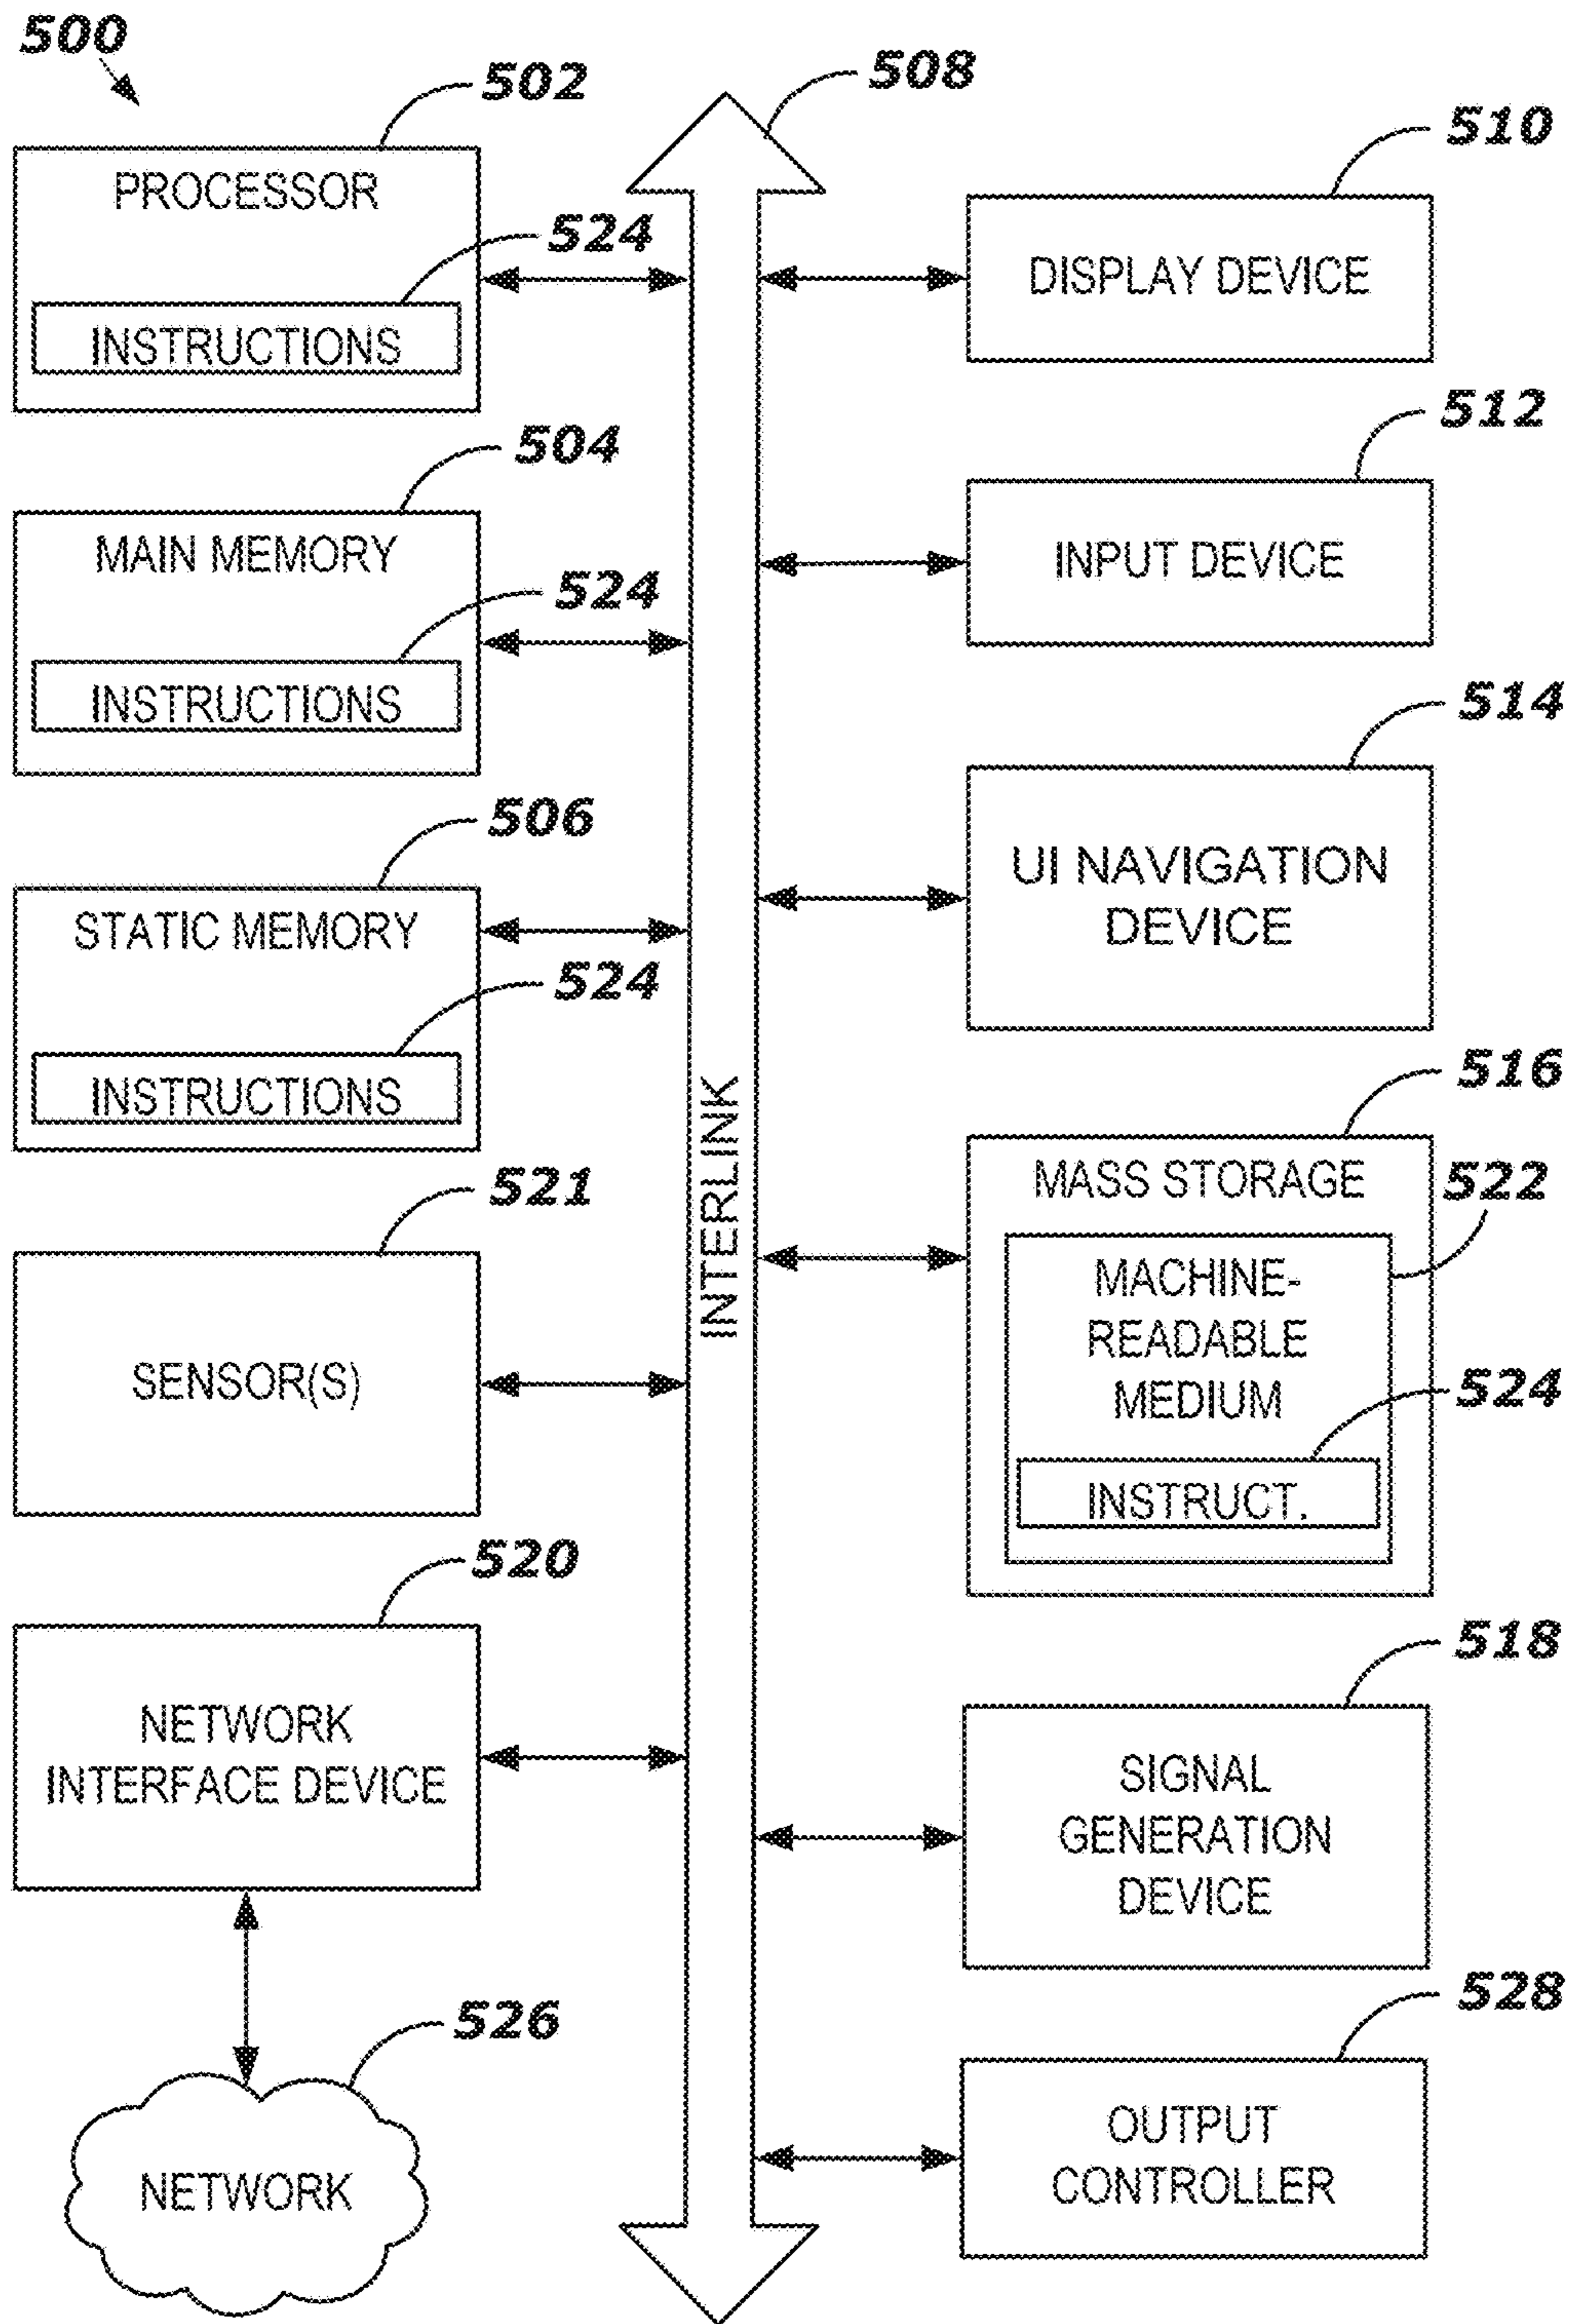 500
502
PROCESSOR
524
INSTRUCTIONS
504
MAIN MEMORY
524
INSTRUCTIONS
506
STATIC MEMORY
524
INSTRUCTIONS
521
SENSOR(S)
520
NETWORK
INTERFACE DEVICE
526
NETWORK
508
INTERLINK
510
DISPLAY DEVICE
512
INPUT DEVICE
514
UI NAVIGATION
DEVICE
516
MASS STORAGE
522
MACHINE-
READABLE
MEDIUM
524
INSTRUCT.
518
SIGNAL
GENERATION
DEVICE
528
OUTPUT
CONTROLLER